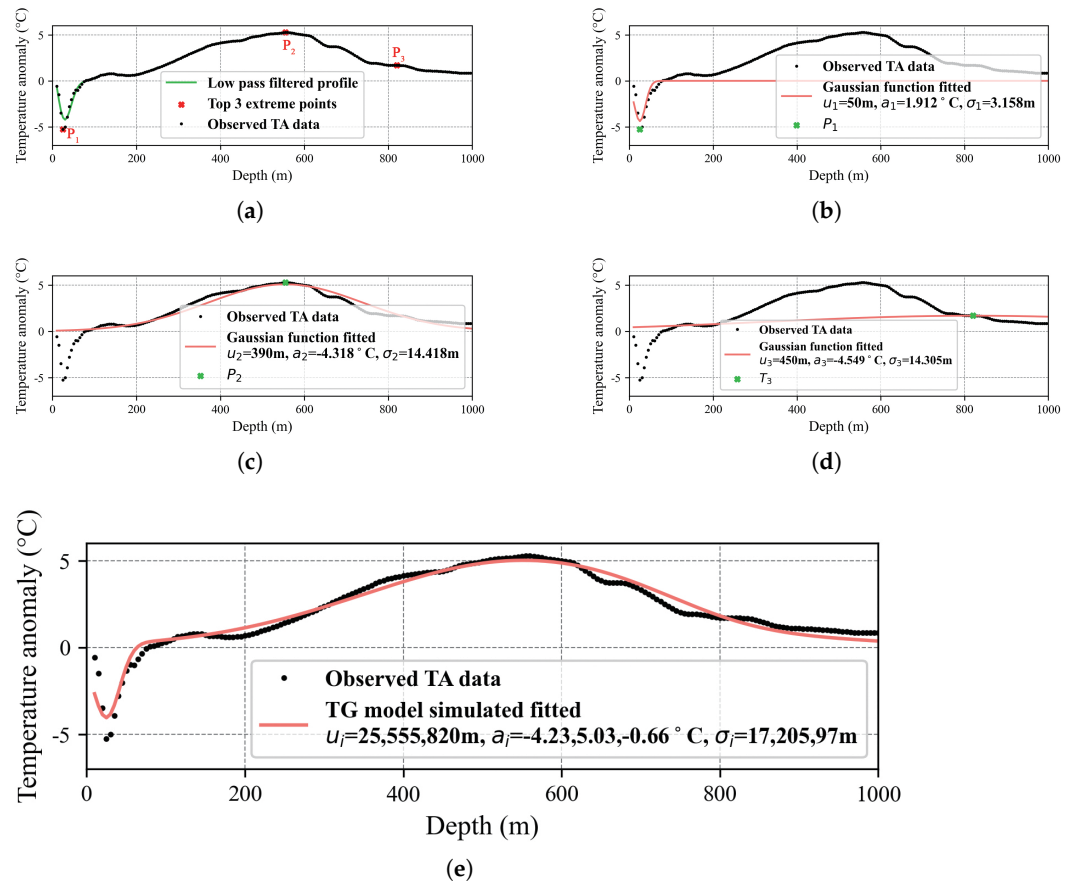 Temperature anomaly (°C)
5
0
-5
P1
P2
P3
Low pass filtered profile
Top 3 extreme points
Observed TA data
0 200 400 600 800 1000
Depth (m)
(a)
Temperature anomaly (°C)
5
0
-5
Observed TA data
Gaussian function fitted
u1=50m, a1=1.912°C, σ1=3.158m
P1
0 200 400 600 800 1000
Depth (m)
(b)
Temperature anomaly (°C)
5
0
-5
Observed TA data
Gaussian function fitted
u2=390m, a2=-4.318°C, σ2=14.418m
P2
0 200 400 600 800 1000
Depth (m)
(c)
Temperature anomaly (°C)
5
0
-5
Observed TA data
Gaussian function fitted
u3=450m, a3=-4.549°C, σ3=14.305m
T3
0 200 400 600 800 1000
Depth (m)
(d)
Temperature anomaly (°C)
5
0
-5
Observed TA data
TG model simulated fitted
ui=25,555,820m, ai=-4.23,5.03,-0.66°C, σi=17,205,97m
0 200 400 600 800 1000
Depth (m)
(e)